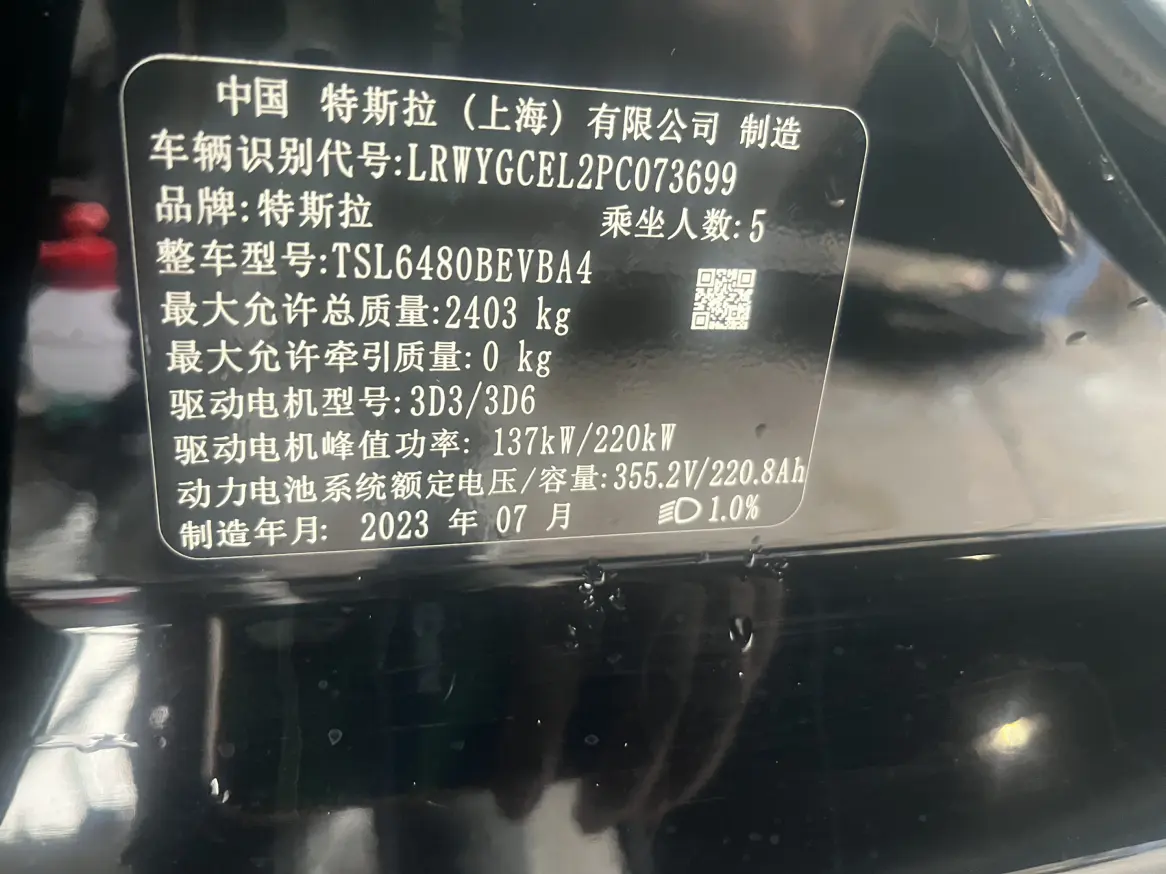 中国 特斯拉（上海）有限公司 制造
车辆识别代号:LRWYGCEL2PC073699
品牌:特斯拉 乘坐人数:5
整车型号:TSL6480BEVBA4
最大允许总质量:2403 kg
最大允许牵引质量:0 kg
驱动电机型号:3D3/3D6
驱动电机峰值功率: 137kW/220kW
动力电池系统额定电压/容量:355.2V/220.8Ah
制造年月: 2023 年 07 月 1.0%